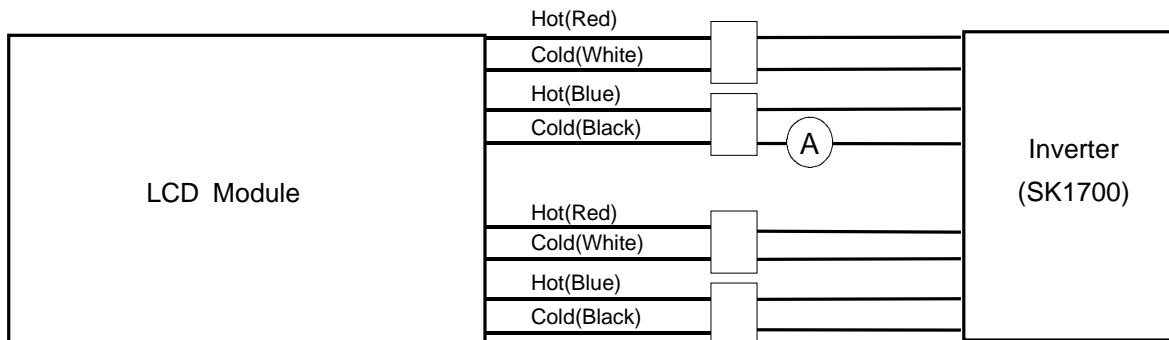 Hot(Red)
Cold(White)
Hot(Blue)
Cold(Black)
A
LCD Module
Inverter
(SK1700)
Hot(Red)
Cold(White)
Hot(Blue)
Cold(Black)